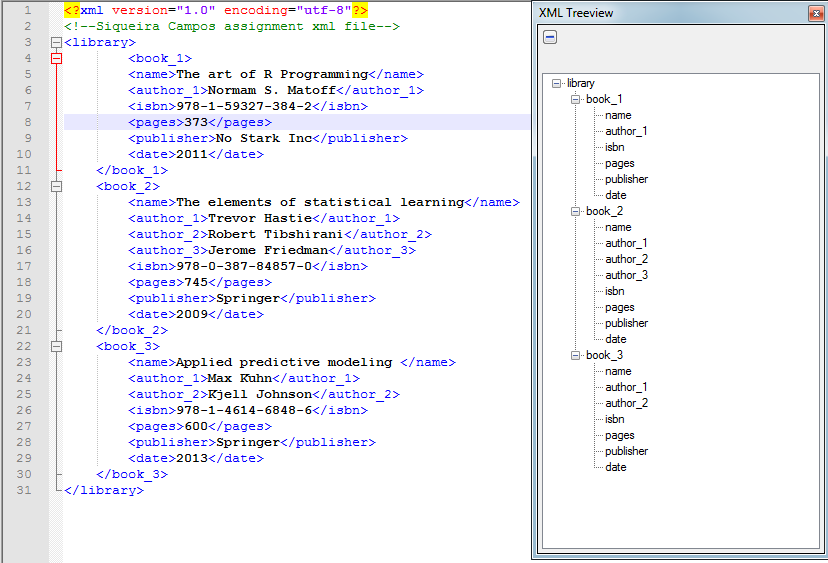 1 <?xml version="1.0" encoding="utf-8"?>
2 <!--Siqueira Campos assignment xml file-->
3 <library>
4 <book_1>
5 <name>The art of R Programming</name>
6 <author_1>Normam S. Matoff</author_1>
7 <isbn>978-1-59327-384-2</isbn>
8 <pages>373</pages>
9 <publisher>No Stark Inc</publisher>
10 <date>2011</date>
11 </book_1>
12 <book_2>
13 <name>The elements of statistical learning</name>
14 <author_1>Trevor Hastie</author_1>
15 <author_2>Robert Tibshirani</author_2>
16 <author_3>Jerome Friedman</author_3>
17 <isbn>978-0-387-84857-0</isbn>
18 <pages>745</pages>
19 <publisher>Springer</publisher>
20 <date>2009</date>
21 </book_2>
22 <book_3>
23 <name>Applied predictive modeling </name>
24 <author_1>Max Kuhn</author_1>
25 <author_2>Kjell Johnson</author_2>
26 <isbn>978-1-4614-6848-6</isbn>
27 <pages>600</pages>
28 <publisher>Springer</publisher>
29 <date>2013</date>
30 </book_3>
31 </library>
XML Treeview
library
book_1
name
author_1
isbn
pages
publisher
date
book_2
name
author_1
author_2
author_3
isbn
pages
publisher
date
book_3
name
author_1
author_2
isbn
pages
publisher
date